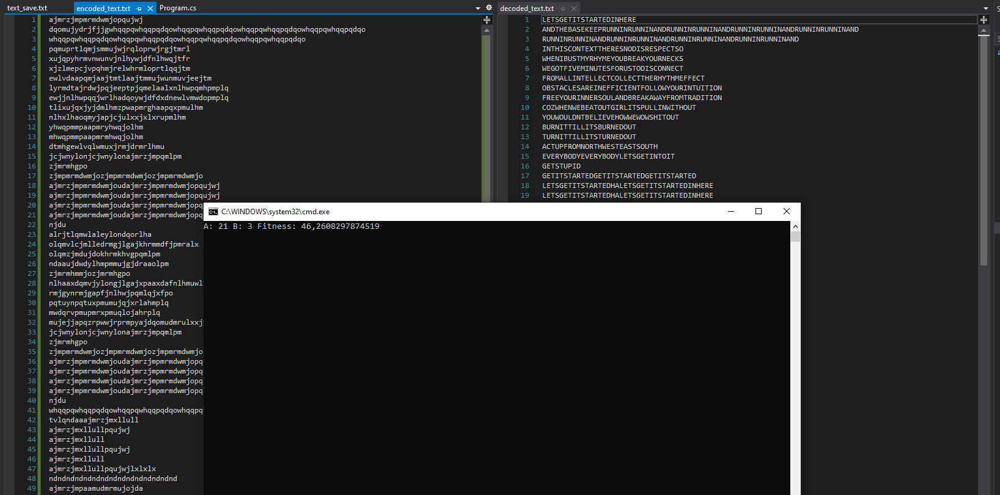 text_save.txt
encoded_text.txt
Program.cs
1 ajmrzjmpmrmdwmjopqujwj
2 dqomujydrjfjjgwhqqpqwhqqpqdqowhqqpqwhqqpqdqowhqqpqwhqqpqdqowhqqpqwhqqpqdqo
3 whqqpqwhqqpqdqowhqqpqwhqqpqdqowhqqpqwhqqpqdqowhqqpqwhqqpqdqo
4 pqmuprtlqmjsmmujwjrqloprwjrgjtmrl
5 xujqpyhrmvnwunvjnlhywjdfnlhwqjtfr
6 xjzlmepcjvpqhmjrelwhrmloprtlqqjtm
7 ewlvdaapqmjaajtmtlaajtmmujwunmuvjeejtm
8 lyrmdtajrdwjpqjeeptpjqmelaalxnlhwpqmhpmplq
9 ewjjnlhwpqqjwrlhadqoywjdfdxdnewlvmwdopmplq
10 tlixujqxjyjdmlhmzpwapmrghaapqxpmulhm
11 nlhxlhaoqmyjapjcjulxxjxlxrupmlhm
12 yhwqpmmpaapmryhwqjolhm
13 mhwqpmmpaapmrmhwqjolhm
14 dtmhgewlvqlwmuxjrmjdrmrlhmu
15 jcjwnylonjcjwnylonajmrzjmpqmlpm
16 zjmrmhgpo
17 zjmpmrmdwmjozjmpmrmdwmjozjmpmrmdwmjo
18 ajmrzjmpmrmdwmjoudajmrzjmpmrmdwmjopqujwj
19 ajmrzjmpmrmdwmjoudajmrzjmpmrmdwmjopqujwj
20 ajmrzjmpmrmdwmjoudajmrzjmpmrmdwmjopq
21 ajmrzjmpmrmdwmjoudajmrzjmpmrmdwmjopq
22 njdu
23 alrjtlqmwlaleylondqorlha
24 olqmvlcjmlledrmgjlgajkhrmmdfjpmralx
25 olqmzjmdujdokhrmkhvgpqmlpm
26 ndaaujdwdylhmpmmujgjdraaolpm
27 zjmrmhmmjozjmrmhgpo
28 nlhaaxdqmvjylongjlgajxpaaxdafnlhmuwl
29 rmjgynrmjgapfjnlhwjpqmlqjxfpo
30 pqtuynpqtuxpmumujqjxrlahmplq
31 mwdqrvpmupmrxpmuqlojahrplq
32 mujejjapqzrpwwjrprmpyajdqomudmrulxxj
33 jcjwnylonjcjwnylonajmrzjmpqmlpm
34 zjmrmhgpo
35 zjmpmrmdwmjozjmpmrmdwmjozjmpmrmdwmjo
36 ajmrzjmpmrmdwmjoudajmrzjmpmrmdwmjopq
37 ajmrzjmpmrmdwmjoudajmrzjmpmrmdwmjopq
38 ajmrzjmpmrmdwmjoudajmrzjmpmrmdwmjopq
39 ajmrzjmpmrmdwmjoudajmrzjmpmrmdwmjopq
40 njdu
41 whqqpqwhqqpqdqowhqqpqwhqqpqdqowhqqpq
42 tvlqndaaajmrzjmxllull
43 ajmrzjmxllullpqujwj
44 ajmrzjmxllull
45 ajmrzjmxllullpqujwj
46 ajmrzjmxllull
47 ajmrzjmxllullpqujwjlxlxlx
48 ndndndndndndndndndndndndndndnd
49 ajmrzjmpaamudmrmujojda
decoded_text.txt
1 LETSGETITSTARTEDINHERE
2 ANDTHEBASEKEEPRUNNINRUNNINANDRUNNINRUNNINANDRUNNINRUNNINANDRUNNINRUNNINAND
3 RUNNINRUNNINANDRUNNINRUNNINANDRUNNINRUNNINANDRUNNINRUNNINAND
4 INTHISCONTEXTTHERESNODISRESPECTSO
5 WHENIBUSTMYRHYMEYOUBREAKYOURNECKS
6 WEGOTFIVEMINUTESFORUSTODISCONNECT
7 FROMALLINTELLECTCOLLECTTHERHYTHMEFFECT
8 OBSTACLESAREINEFFICIENTFOLLOWYOURINTUITION
9 FREEYOURINNERSOULANDBREAKAWAYFROMTRADITION
10 COZWHENWEBEATOUTGIRLITSPULLINWITHOUT
11 YOUWOULDNTBELIEVEHOWWEWOWSHITOUT
12 BURNITTILLITSBURNEDOUT
13 TURNITTILLITSTURNEDOUT
14 ACTUPFROMNORTHWESTEASTSOUTH
15 EVERYBODYEVERYBODYLETSGETINTOIT
16 GETSTUPID
17 GETITSTARTEDGETITSTARTEDGETITSTARTED
18 LETSGETITSTARTEDHALETSGETITSTARTEDINHERE
19 LETSGETITSTARTEDHALETSGETITSTARTEDINHERE
C:\WINDOWS\system32\cmd.exe
A: 21 B: 3 Fitness: 46,2608297874519